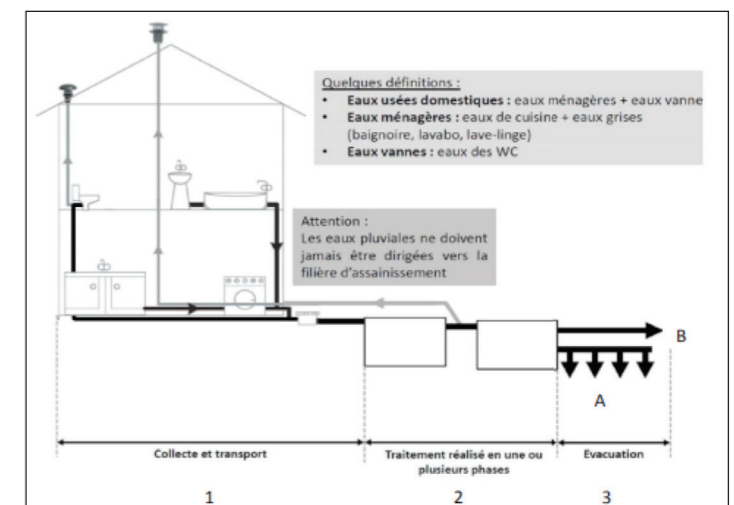 Quelques définitions :
• Eaux usées domestiques : eaux ménagères + eaux vanne
• Eaux ménagères : eaux de cuisine + eaux grises
(baignoire, lavabo, lave-linge)
• Eaux vannes : eaux des WC
Attention :
Les eaux pluviales ne doivent
jamais être dirigées vers la
filière d'assainissement
B
A
Collecte et transport
Traitement réalisé en une ou
plusieurs phases
Evacuation
1
2
3